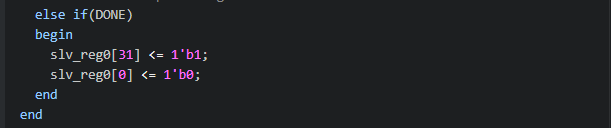 else if(DONE)
begin
slv_reg0[31] <= 1'b1;
slv_reg0[0] <= 1'b0;
end
end